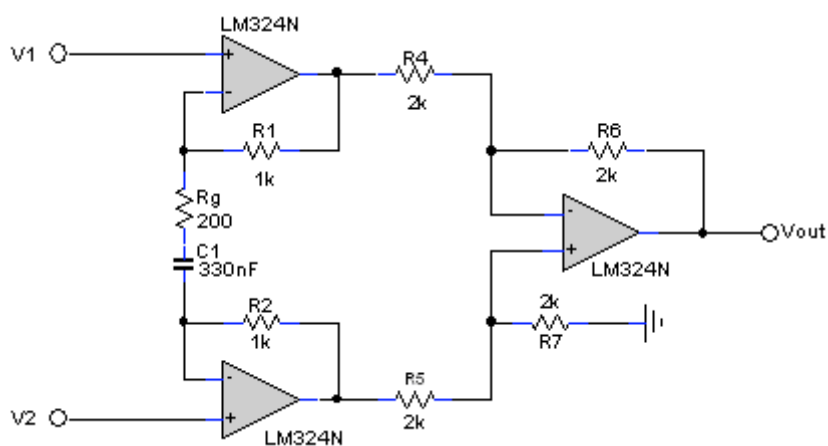 LM324N
V1
+
-
R4
2k
R1
1k
R6
2k
Rg
200
C1
330nF
-
+
Vout
LM324N
R2
1k
2k
R7
-
+
R5
2k
V2
LM324N